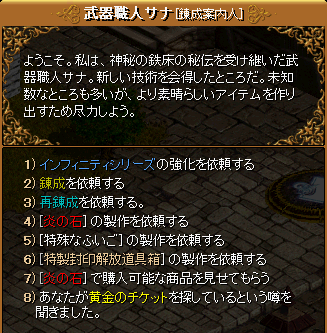 武器職人サナ[錬成案内人]
ようこそ。私は、神秘の鉄床の秘伝を受け継いだ武
器職人サナ。新しい技術を会得したところだ。未知
数なところも多いが、より素晴らしいアイテムを作り
出すため尽力しよう。
1) インフィニティシリーズの強化を依頼する
2) 錬成を依頼する
3) 再錬成を依頼する。
4) [炎の石] の製作を依頼する
5) [特殊なふいご] の製作を依頼する
6) [特製封印解放道具箱] の製作を依頼する
7) の石] で購入可能な商品を見せてもらう
8) あなたが黄金のチケットを探しているという噂を
聞きました。